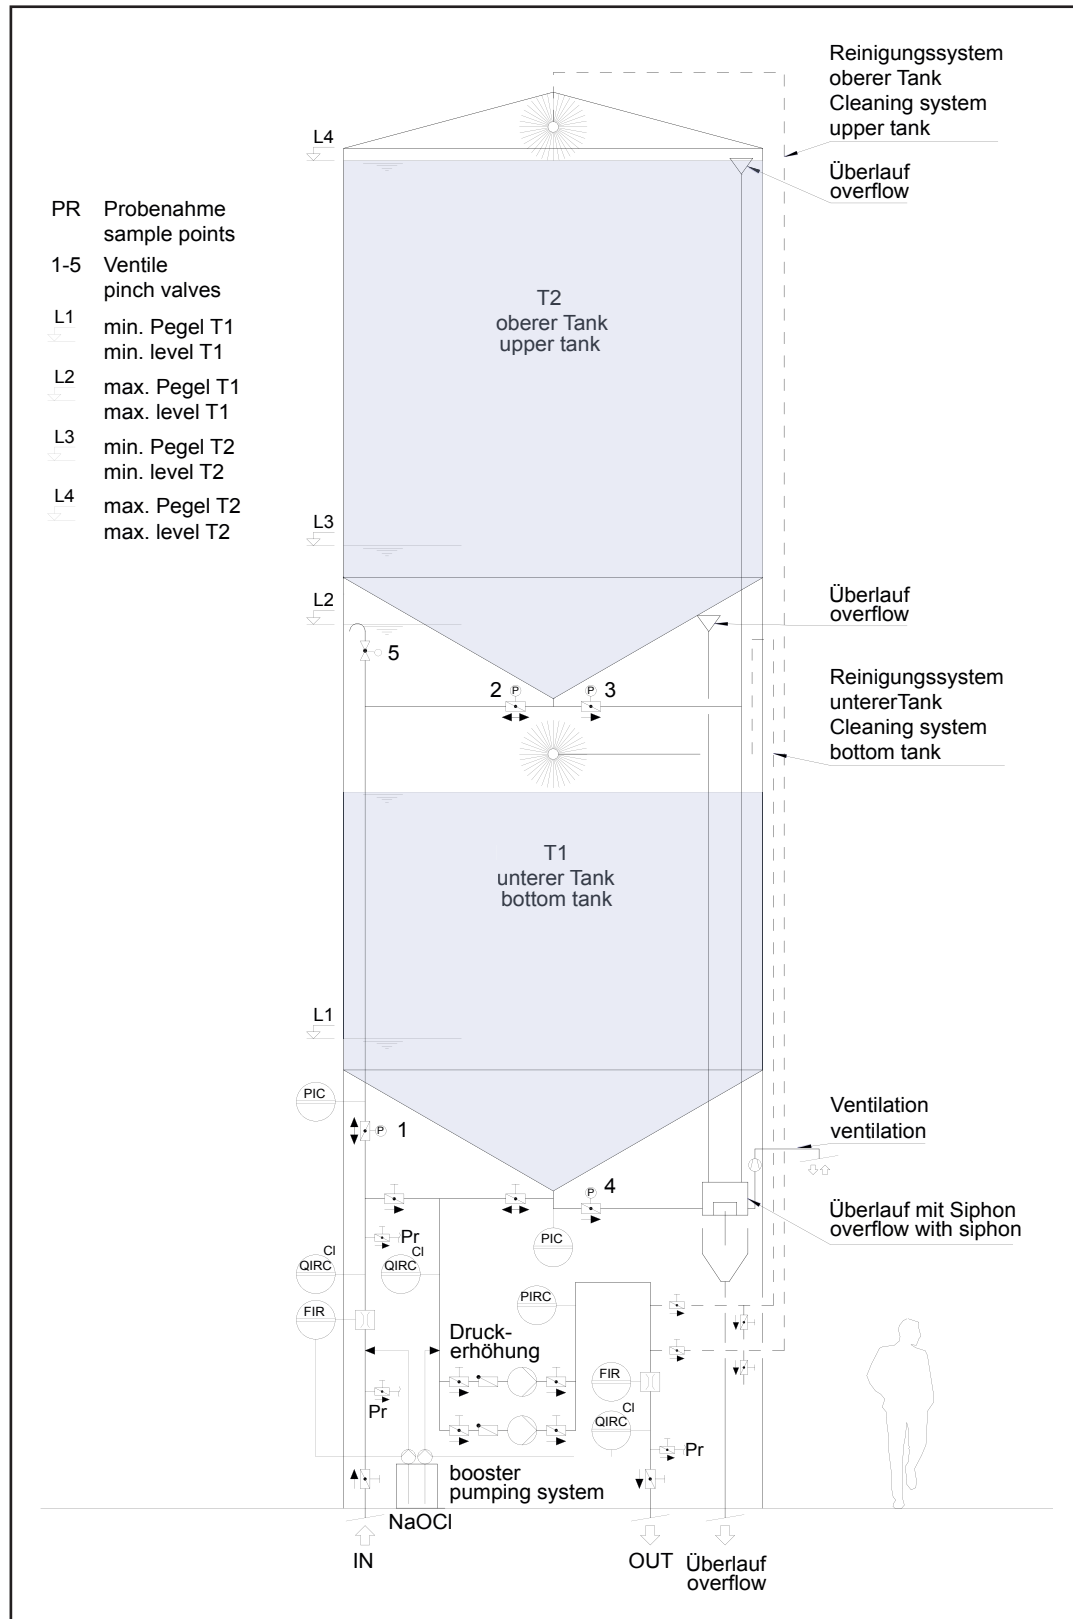 Reinigungssystem
oberer Tank
Cleaning system
upper tank
Überlauf
overflow
L4
PR Probenahme
sample points
1-5 Ventile
pinch valves
L1 min. Pegel T1
min. level T1
L2 max. Pegel T1
max. level T1
L3 min. Pegel T2
min. level T2
L4 max. Pegel T2
max. level T2
T2
oberer Tank
upper tank
L3
L2
Überlauf
overflow
5
2 P P 3
Reinigungssystem
untererTank
Cleaning system
bottom tank
T1
unterer Tank
bottom tank
L1
PIC
P 1
Ventilation
ventilation
P 4
Überlauf mit Siphon
overflow with siphon
Pr
PIC
Cl
QIRC
Cl
QIRC
PIRC
FIR
Druck-
erhöhung
FIR
Cl
QIRC
Pr
Pr
booster
pumping system
NaOCl
IN
OUT
Überlauf
overflow